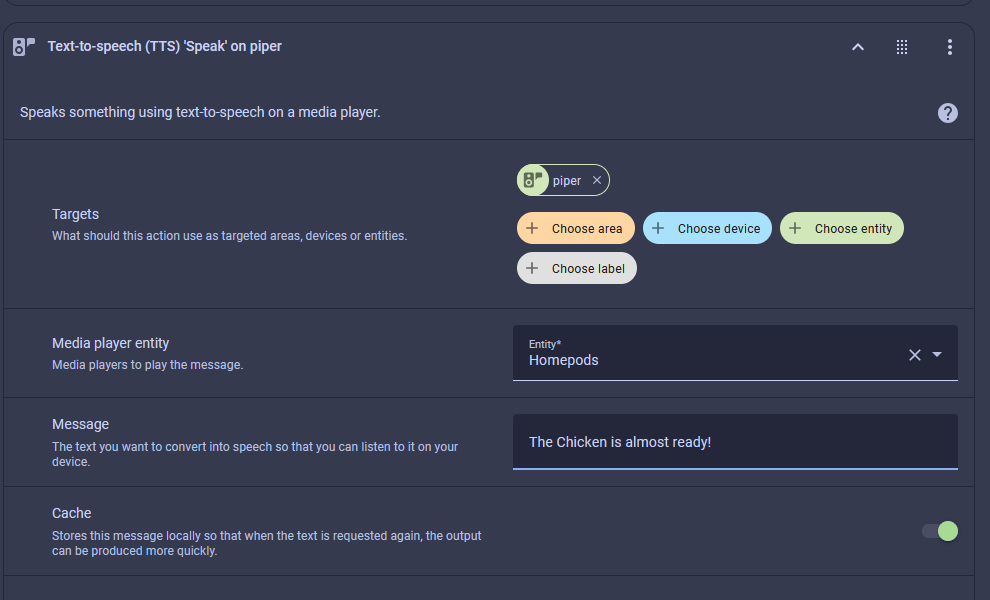 Text-to-speech (TTS) 'Speak' on piper
Speaks something using text-to-speech on a media player.
Targets
What should this action use as targeted areas, devices or entities.
piper
Choose area
Choose device
Choose entity
Choose label
Media player entity
Media players to play the message.
Entity*
Homepods
Message
The text you want to convert into speech so that you can listen to it on your
device.
The Chicken is almost ready!
Cache
Stores this message locally so that when the text is requested again, the output
can be produced more quickly.